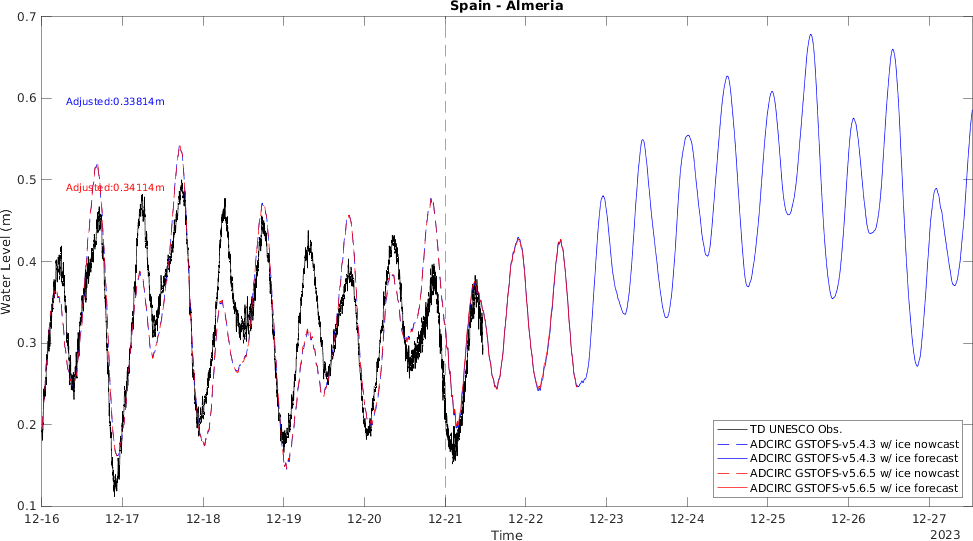 Spain - Almeria
0.7
0.6
0.5
0.4
0.3
0.2
0.1
Water Level (m)
Adjusted:0.33814m
Adjusted:0.34114m
TD UNESCO Obs.
ADCIRC GSTOFS-v5.4.3 w/ ice nowcast
ADCIRC GSTOFS-v5.4.3 w/ ice forecast
ADCIRC GSTOFS-v5.6.5 w/ ice nowcast
ADCIRC GSTOFS-v5.6.5 w/ ice forecast
12-16 12-17 12-18 12-19 12-20 12-21 12-22 12-23 12-24 12-25 12-26 12-27
Time
2023